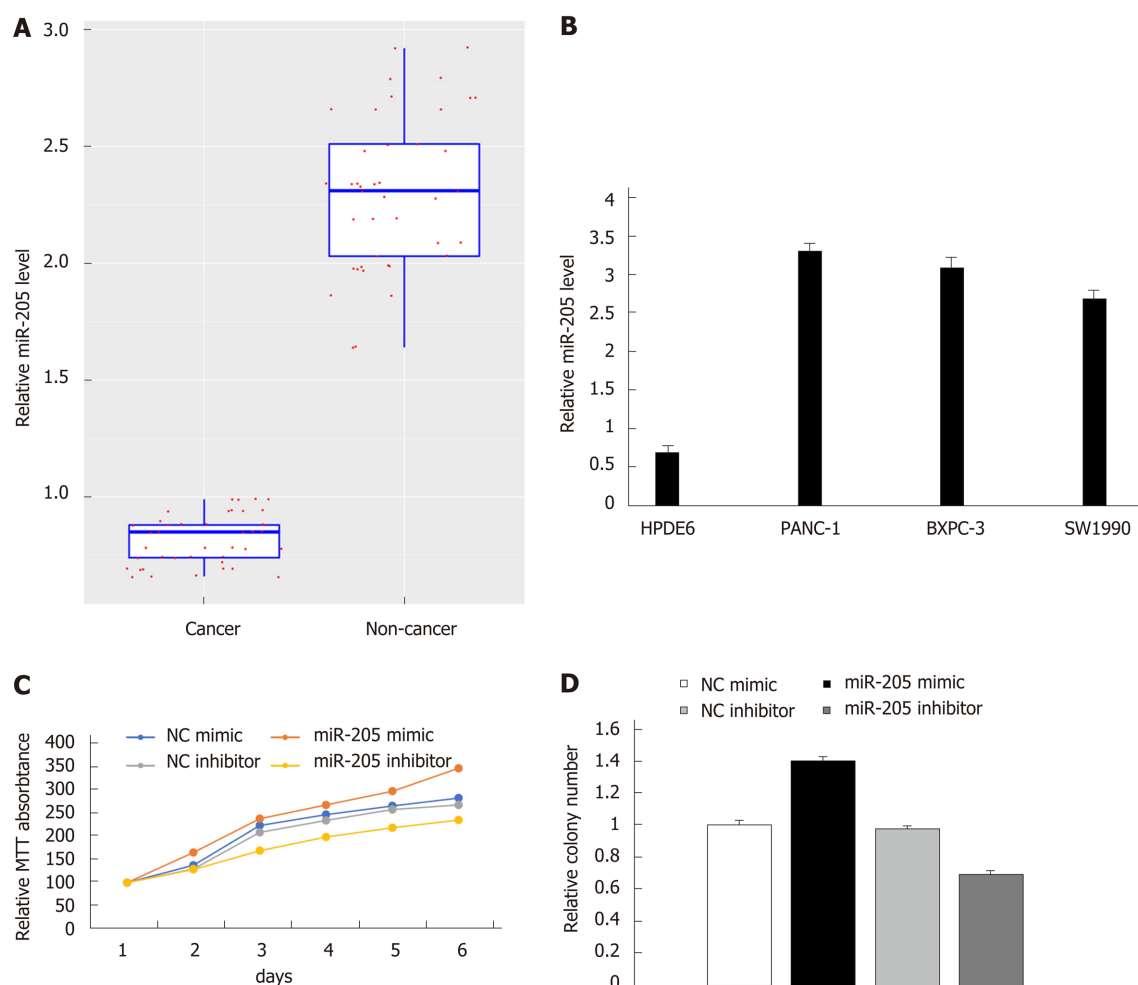 A
3.0
2.5
2.0
1.5
1.0
Relative miR-205 level
Cancer
Non-cancer
B
4
3.5
3
2.5
2
1.5
1
0.5
0
Relative miR-205 level
HPDE6
PANC-1
BXPC-3
SW1990
C
NC mimic
miR-205 mimic
NC inhibitor
miR-205 inhibitor
400
350
300
250
200
150
100
50
0
Relative MTT absorbtance
1
2
3
4
5
6
days
D
NC mimic
miR-205 mimic
NC inhibitor
miR-205 inhibitor
1.6
1.4
1.2
1
0.8
0.6
0.4
0.2
0
Relative colony number